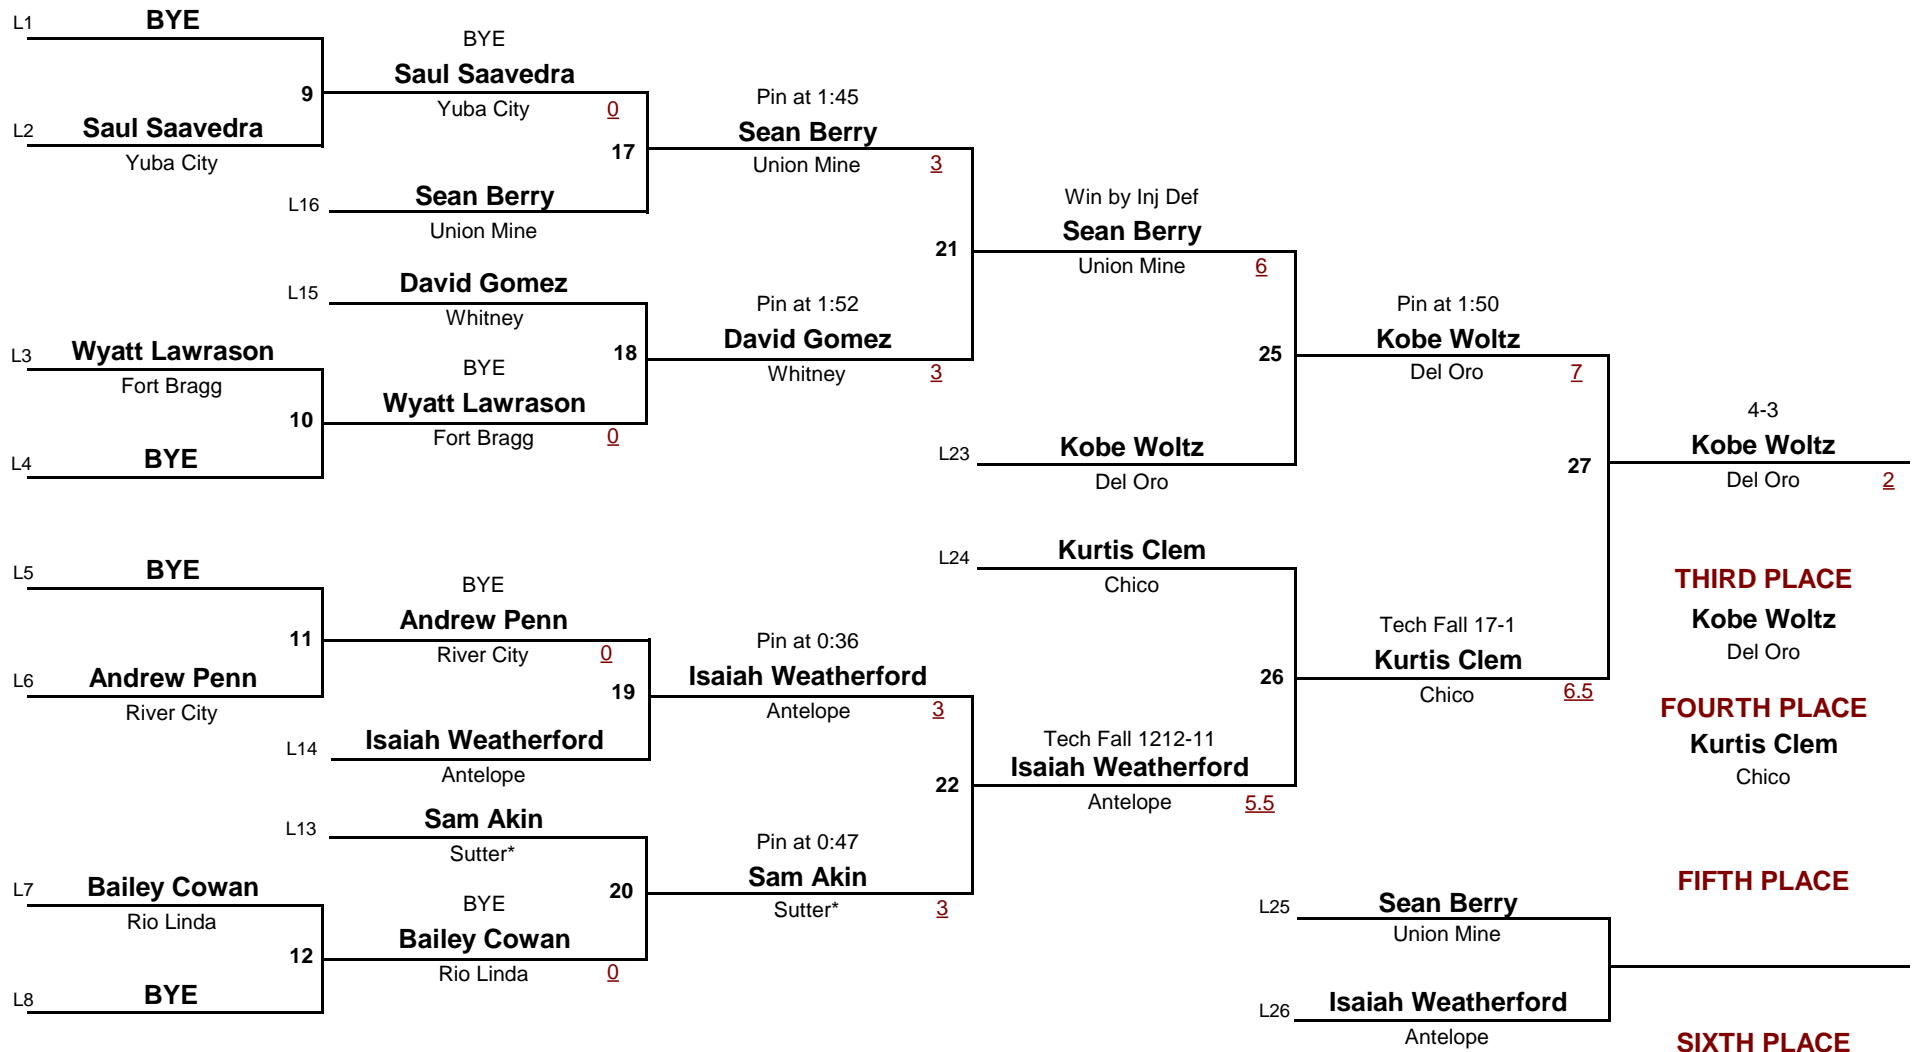 L1 BYE
9
L2 Saul Saavedra
Yuba City
BYE
Saul Saavedra
Yuba City 0
17
L16 Sean Berry
Union Mine
Pin at 1:45
Sean Berry
Union Mine 3
21
L15 David Gomez
Whitney
18
L3 Wyatt Lawrason
Fort Bragg
10
L4 BYE
BYE
Wyatt Lawrason
Fort Bragg 0
Pin at 1:52
David Gomez
Whitney 3
Win by Inj Def
Sean Berry
Union Mine 6
25
L23 Kobe Woltz
Del Oro
Pin at 1:50
Kobe Woltz
Del Oro 7
27
4-3
Kobe Woltz
Del Oro 2
L5 BYE
11
L6 Andrew Penn
River City
BYE
Andrew Penn
River City 0
19
L14 Isaiah Weatherford
Antelope
Pin at 0:36
Isaiah Weatherford
Antelope 3
22
L13 Sam Akin
Sutter*
20
L7 Bailey Cowan
Rio Linda
12
L8 BYE
BYE
Bailey Cowan
Rio Linda 0
Pin at 0:47
Sam Akin
Sutter* 3
L24 Kurtis Clem
Chico
26
Tech Fall 1212-11
Isaiah Weatherford
Antelope 5.5
Tech Fall 17-1
Kurtis Clem
Chico 6.5
THIRD PLACE
Kobe Woltz
Del Oro
FOURTH PLACE
Kurtis Clem
Chico
FIFTH PLACE
L25 Sean Berry
Union Mine
L26 Isaiah Weatherford
Antelope
SIXTH PLACE